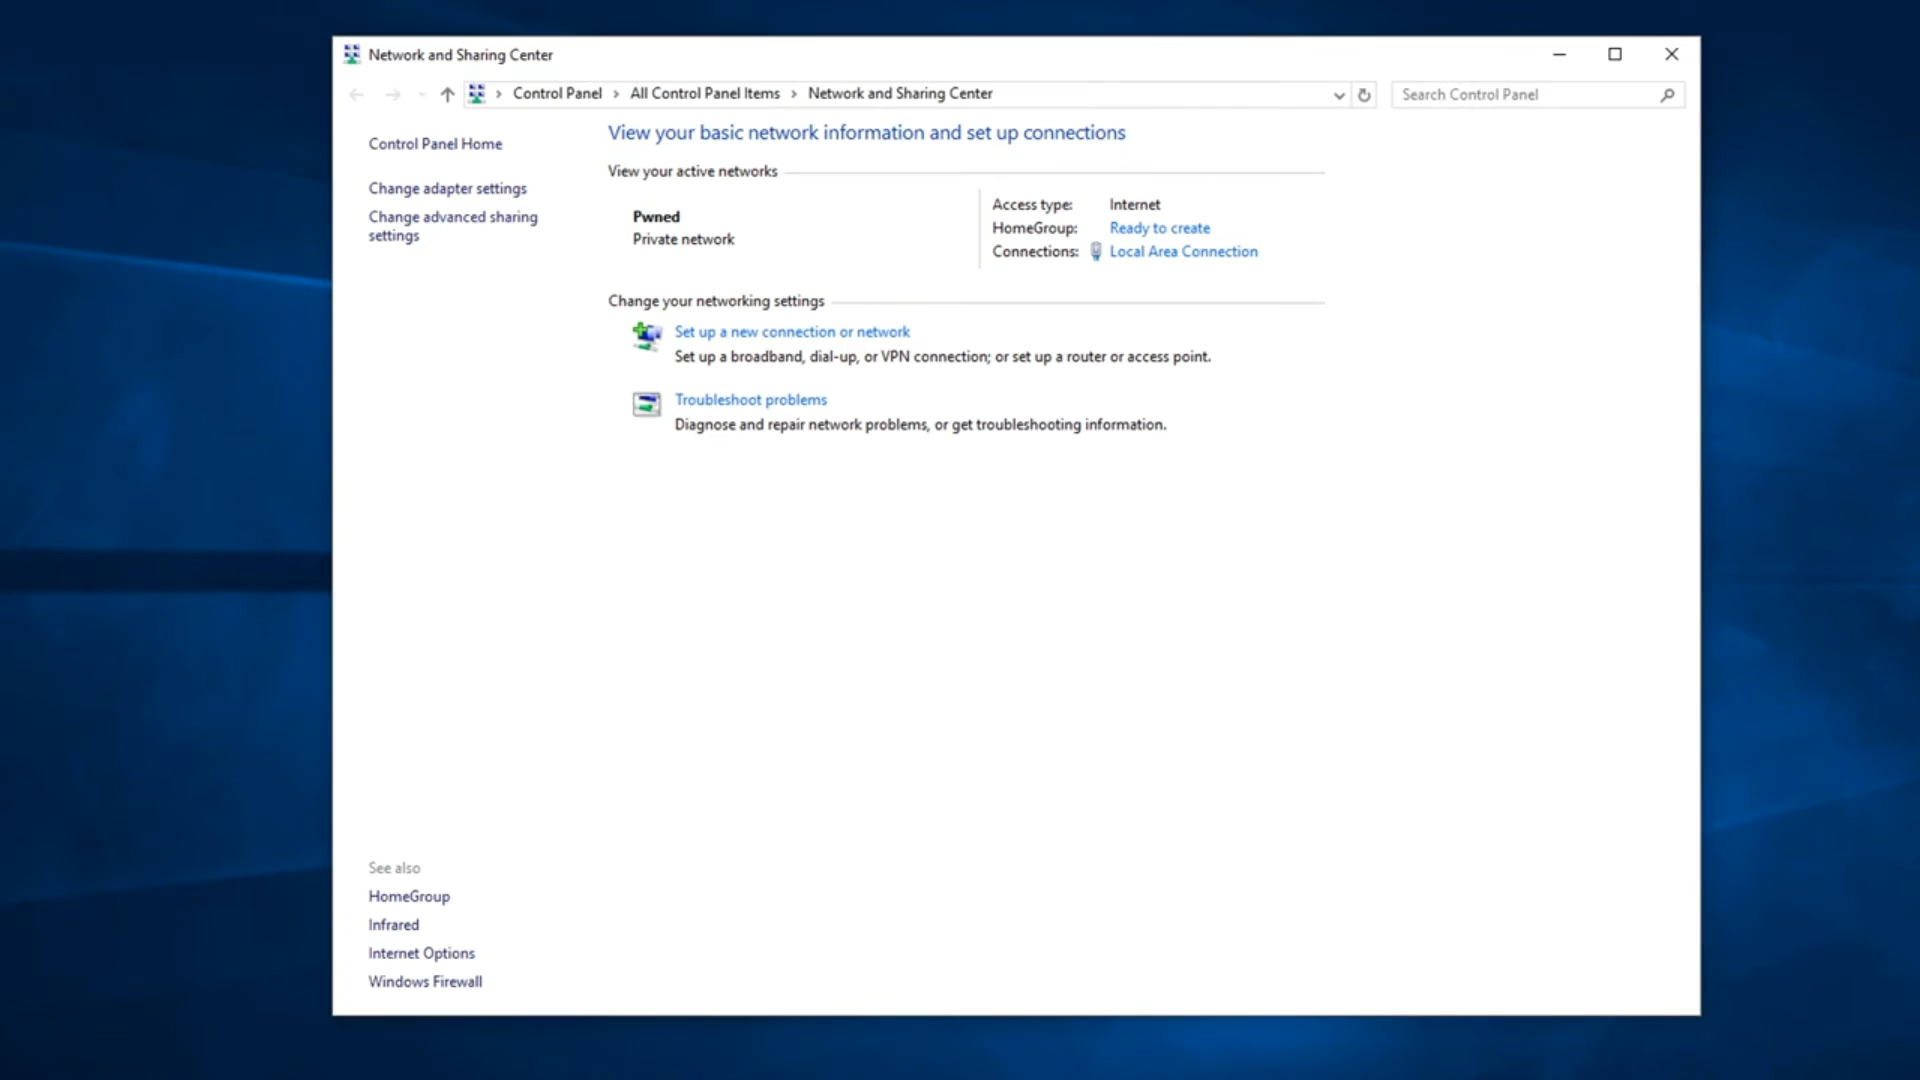 Network and Sharing Center
Control Panel > All Control Panel Items > Network and Sharing Center
Search Control Panel
Control Panel Home
Change adapter settings
Change advanced sharing
settings
View your basic network information and set up connections
View your active networks
Pwned
Private network
Access type: Internet
HomeGroup: Ready to create
Connections: Local Area Connection
Change your networking settings
Set up a new connection or network
Set up a broadband, dial-up, or VPN connection; or set up a router or access point.
Troubleshoot problems
Diagnose and repair network problems, or get troubleshooting information.
See also
HomeGroup
Infrared
Internet Options
Windows Firewall